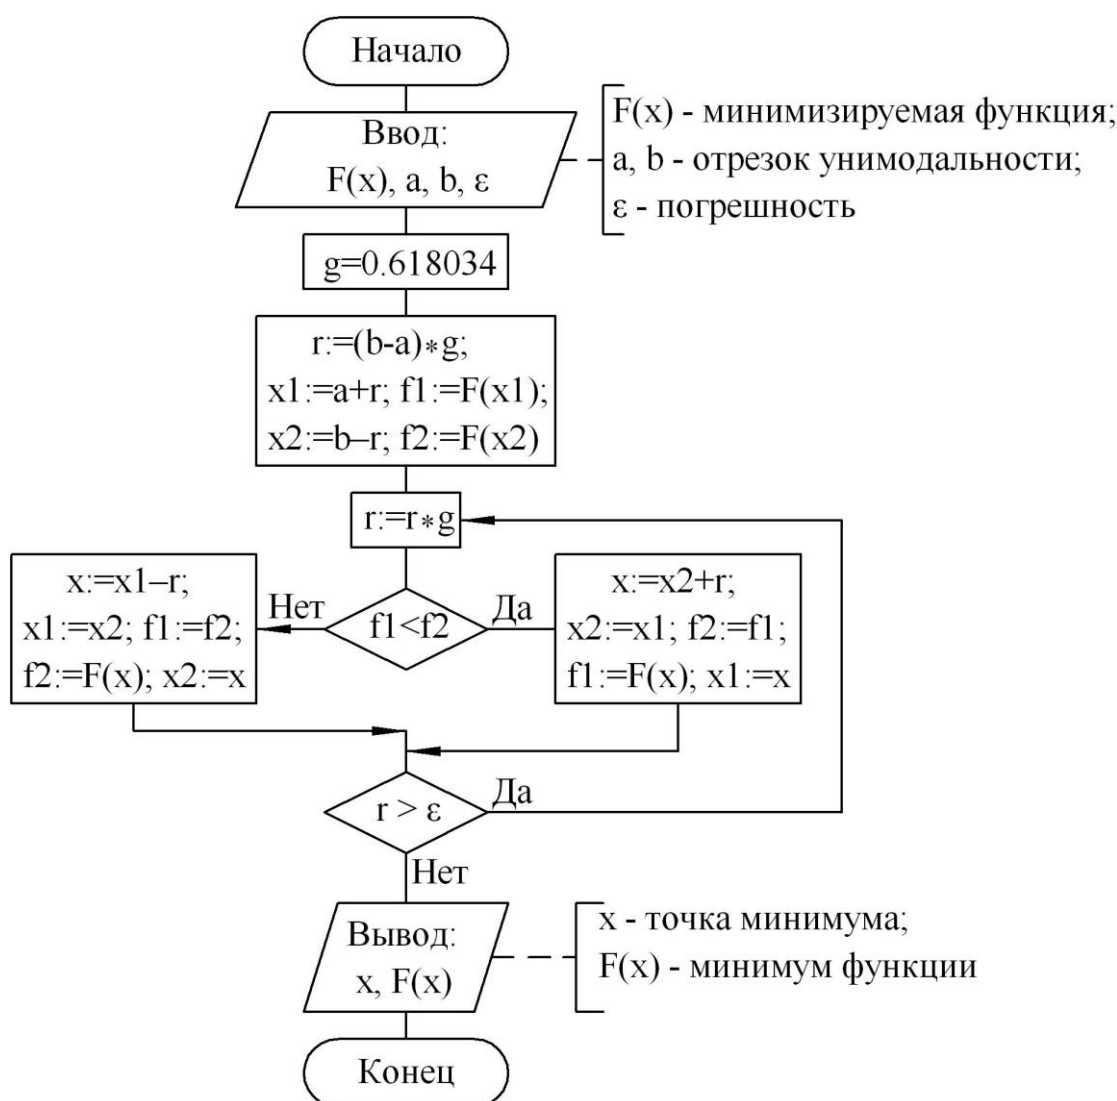 Начало
Ввод:
F(x), a, b, ε
F(x) - минимизируемая функция;
a, b - отрезок унимодальности;
ε - погрешность
g=0.618034
r:=(b-a)*g;
x1:=a+r; f1:=F(x1);
x2:=b–r; f2:=F(x2)
r:=r*g
x:=x1–r;
x1:=x2; f1:=f2;
f2:=F(x); x2:=x
Нет
f1<f2
Да
x:=x2+r;
x2:=x1; f2:=f1;
f1:=F(x); x1:=x
r > ε
Да
Нет
Вывод:
x, F(x)
x - точка минимума;
F(x) - минимум функции
Конец